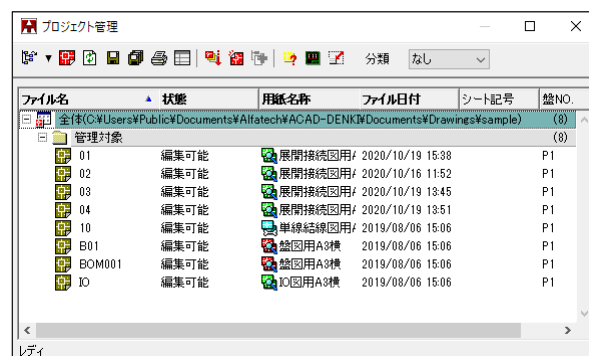 プロジェクト管理
分類 なし
ファイル名 状態 用紙名称 ファイル日付 シート記号 盤NO.
全体(C:¥Users¥Public¥Documents¥Alfatech¥ACAD-DENKI¥Documents¥Drawings¥sample) (8)
管理対象 (8)
01 編集可能 展開接続図用A 2020/10/19 15:38 P1
02 編集可能 展開接続図用A 2020/10/16 11:52 P1
03 編集可能 展開接続図用A 2020/10/19 13:45 P1
04 編集可能 展開接続図用A 2020/10/19 13:51 P1
10 編集可能 単線結線図用A 2019/08/06 15:06 P1
B01 編集可能 盤図用A3横 2019/08/06 15:06 P1
BOM001 編集可能 盤図用A3横 2019/08/06 15:06 P1
IO 編集可能 IO図用A3横 2019/08/06 15:06 P1
レディ